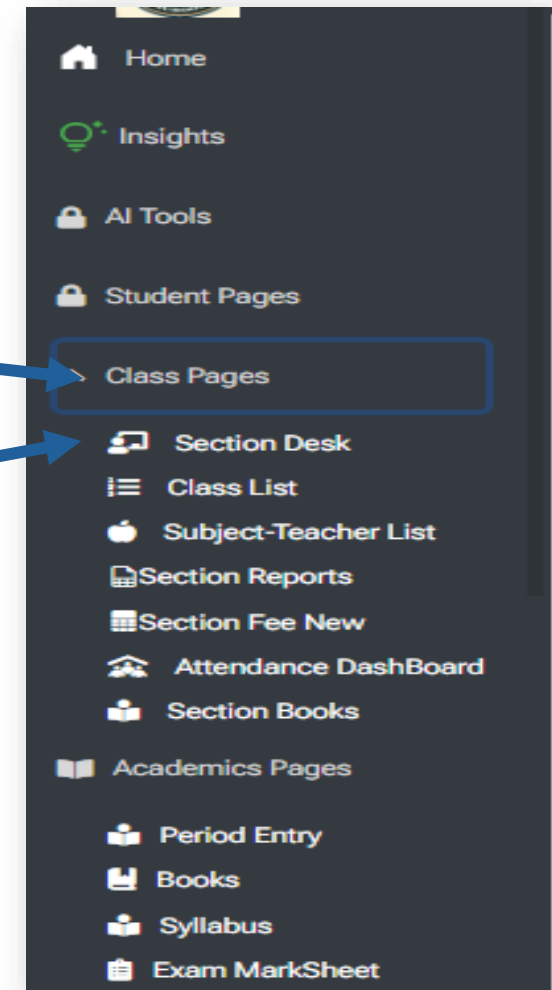 Home
Insights
AI Tools
Student Pages
Class Pages
Section Desk
Class List
Subject-Teacher List
Section Reports
Section Fee New
Attendance DashBoard
Section Books
Academics Pages
Period Entry
Books
Syllabus
Exam MarkSheet